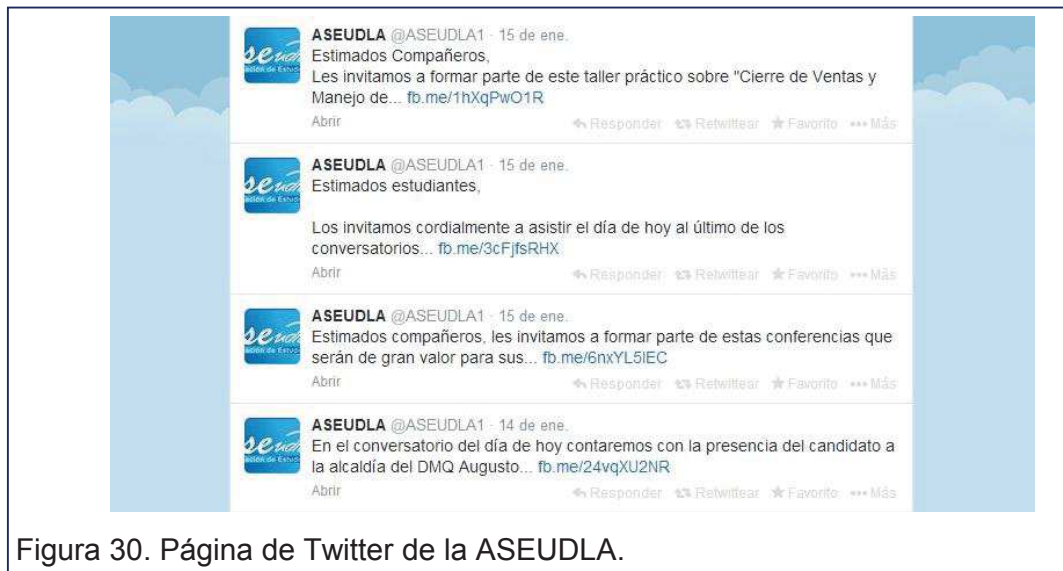 ASEUDLA @ASEUDLA1 · 15 de ene.
Estimados Compañeros,
Les invitamos a formar parte de este taller práctico sobre "Cierre de Ventas y
Manejo de... fb.me/1hXqPwO1R
Abrir Responder Retwittear Favorito Más
ASEUDLA @ASEUDLA1 · 15 de ene.
Estimados estudiantes,
Los invitamos cordialmente a asistir el día de hoy al último de los
conversatorios... fb.me/3cFjfsRHX
Abrir Responder Retwittear Favorito Más
ASEUDLA @ASEUDLA1 · 15 de ene.
Estimados compañeros, les invitamos a formar parte de estas conferencias que
serán de gran valor para sus... fb.me/6nxYL5lEC
Abrir Responder Retwittear Favorito Más
ASEUDLA @ASEUDLA1 · 14 de ene.
En el conversatorio del día de hoy contaremos con la presencia del candidato a
la alcaldía del DMQ Augusto... fb.me/24vqXU2NR
Abrir Responder Retwittear Favorito Más
Figura 30. Página de Twitter de la ASEUDLA.